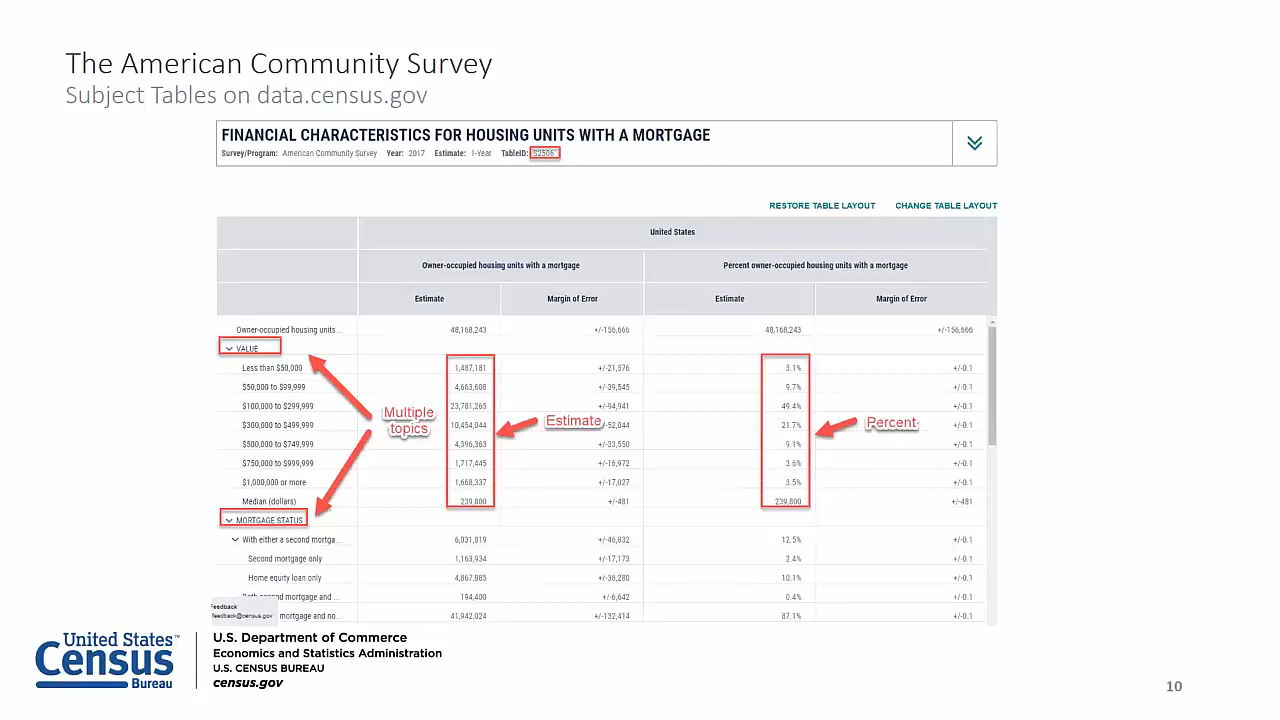 The American Community Survey
Subject Tables on data.census.gov
FINANCIAL CHARACTERISTICS FOR HOUSING UNITS WITH A MORTGAGE
Survey/Program: American Community Survey Year: 2017 Estimate: 1-Year TableID: S2506
RESTORE TABLE LAYOUT CHANGE TABLE LAYOUT
United States
Owner-occupied housing units with a mortgage Percent owner-occupied housing units with a mortgage
Estimate Margin of Error Estimate Margin of Error
Owner-occupied housing units... 48,168,243 +/-156,666 48,168,243 +/-156,666
VALUE
Less than $50,000 1,487,181 +/-21,576 3.1% +/-0.1
$50,000 to $99,999 4,663,608 +/-39,545 9.7% +/-0.1
$100,000 to $299,999 23,781,265 +/-94,941 49.4% +/-0.1
$300,000 to $499,999 10,454,044 +/-52,044 21.7% +/-0.1
$500,000 to $749,999 4,396,363 +/-33,550 9.1% +/-0.1
$750,000 to $999,999 1,717,445 +/-16,972 3.6% +/-0.1
$1,000,000 or more 1,668,337 +/-17,027 3.5% +/-0.1
Median (dollars) 239,800 +/-481 239,800 +/-481
MORTGAGE STATUS
With either a second mortga... 6,031,819 +/-46,832 12.5% +/-0.1
Second mortgage only 1,163,934 +/-17,173 2.4% +/-0.1
Home equity loan only 4,867,885 +/-38,280 10.1% +/-0.1
Both second mortgage and ... 194,400 +/-6,642 0.4% +/-0.1
mortgage and no... 41,942,024 +/-132,414 87.1% +/-0.1
Multiple
topics
Estimate
Percent
Feedback
feedback@census.gov
United States™
Census
Bureau
U.S. Department of Commerce
Economics and Statistics Administration
U.S. CENSUS BUREAU
census.gov
10